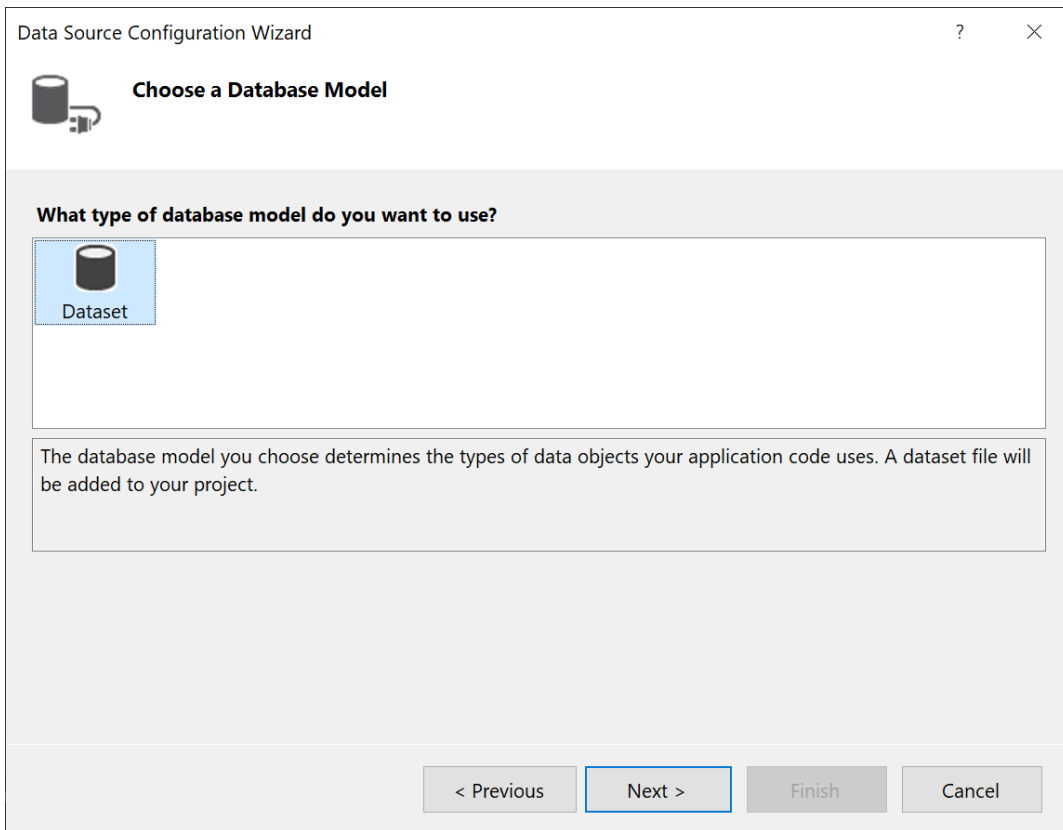 Data Source Configuration Wizard
?
Choose a Database Model
What type of database model do you want to use?
Dataset
The database model you choose determines the types of data objects your application code uses. A dataset file will
be added to your project.
< Previous
Next >
Finish
Cancel